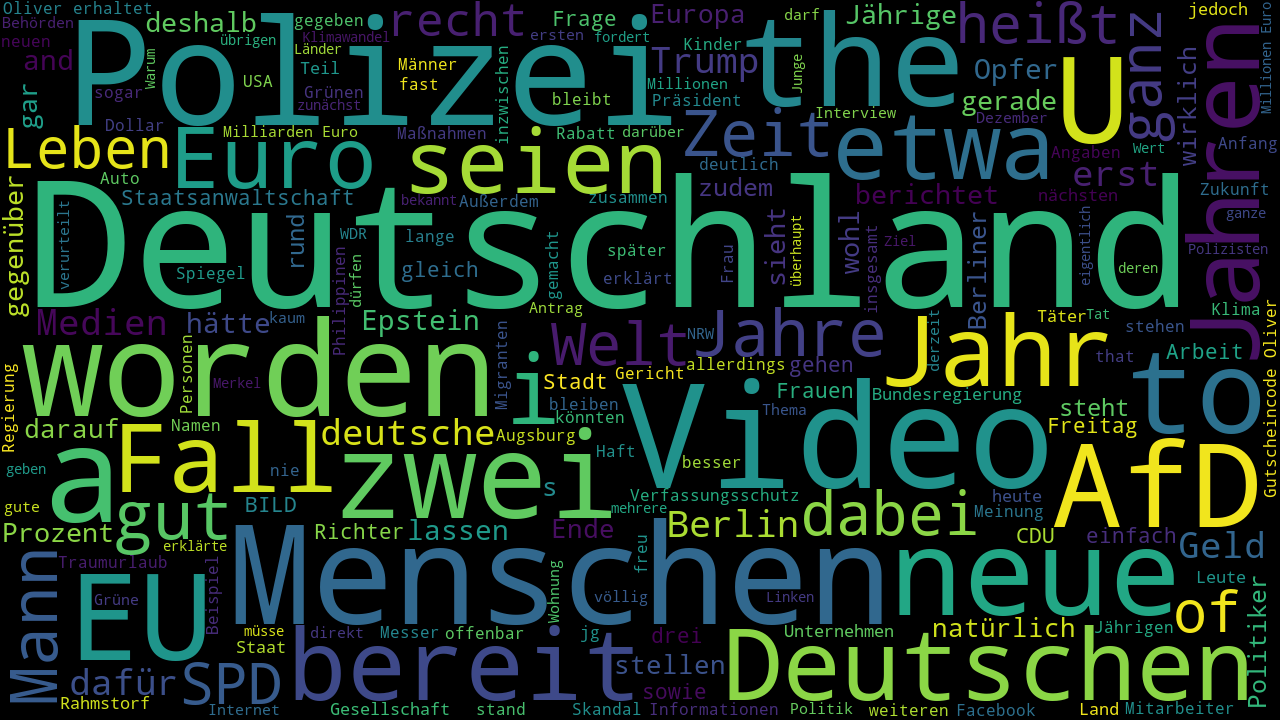 Oliver erhaltet
Behörden
neuen
and
gar
deshalb
sogar
Dollar
Polizei
gegeben
übrigen
Klimawandel
Länder
Warum
USA
Teil
Grünen
zunächst
Milliarden Euro
recht
Männer
fast
Maßnahmen
inzwischen
ersten
Frage
fordert
bleibt
Rabatt
darüber
Europa
Kinder
Trump
Millionen
Präsident
the
darf
Junge
Interview
Jährige
Opfer
gerade
Dezember
heißt
U
Angaben
ganz
Wert
wirklich
jedoch
Jahren
Anfang
Millionen Euro
Leben
Auto
Euro
Staatsanwaltschaft
seien
bekannt
Außerdem
zusammen
Zeit
deutlich
zudem
etwa
berichtet
erst
nächsten
Zukunft
ganze
Polizisten
gegenüber
verurteilt
Deutschland
Spiegel
rund
WDR
lange
Philippinen
dürfen
gleich
gemacht
später
erklärt
Frau
sieht
überhaupt
wohl
insgesamt
Ziel
Berliner
eigentlich
deren
Klima
Antrag
Medien
hätte
kaum
Epstein
Welt
NRW
Jahre
derzeit
Jahr
Täter
Tat
stehen
that
Arbeit
to
Gutscheincode Oliver
worden
Personen
Merkel
Migranten
i
Stadt
Gericht
allerdings
gehen
bleiben
könnten
Frauen
Thema
Bundesregierung
steht
Freitag
Regierung
darauf
Namen
geben
gute
a
Fall
nie
deutsche
Augsburg
zwei
Haft
Video
besser
AfD
BILD
s
mehrere
Verfassungsschutz
heute
Meinung
Prozent
gut
erklärte
Richter
lassen
Ende
Berlin
dabei
CDU
einfach
Geld
Traumurlaub
Mann
EU
Grüne
Beispiel
Menschen
Wohnung
völlig
freu
Linken
neue
Leute
of
Politiker
müsse
Staat
direkt
Messer
offenbar
jg
drei
Unternehmen
natürlich
Jährigen
dafür
SPD
bereit
stellen
sowie
Deutschen
Rahmstorf
Internet
Gesellschaft
stand
Skandal
Informationen
Politik
weiteren
Facebook
Land
Mitarbeiter